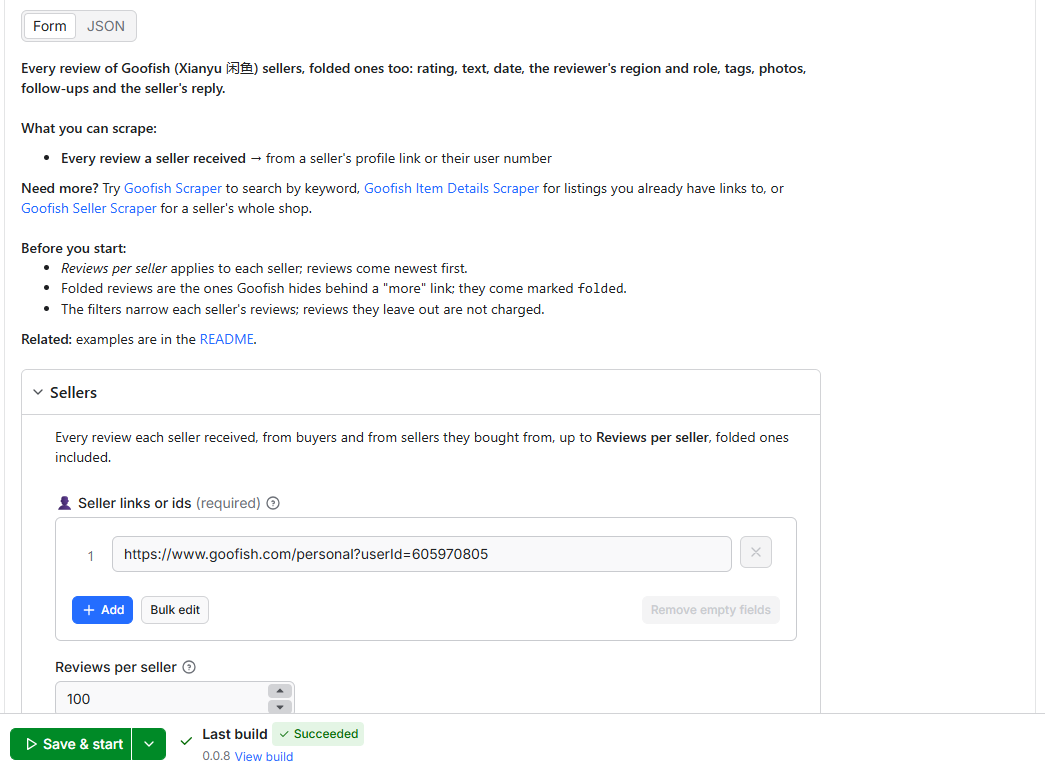 Form JSON
Every review of Goofish (Xianyu 闲鱼) sellers, folded ones too: rating, text, date, the reviewer's region and role, tags, photos,
follow-ups and the seller's reply.
What you can scrape:
• Every review a seller received → from a seller's profile link or their user number
Need more? Try Goofish Scraper to search by keyword, Goofish Item Details Scraper for listings you already have links to, or
Goofish Seller Scraper for a seller's whole shop.
Before you start:
• Reviews per seller applies to each seller; reviews come newest first.
• Folded reviews are the ones Goofish hides behind a "more" link; they come marked folded.
• The filters narrow each seller's reviews; reviews they leave out are not charged.
Related: examples are in the README.
Sellers
Every review each seller received, from buyers and from sellers they bought from, up to Reviews per seller, folded ones
included.
Seller links or ids (required)
1 https://www.goofish.com/personal?userId=605970805
+ Add Bulk edit Remove empty fields
Reviews per seller
100
Save & start Last build Succeeded
0.0.8 View build